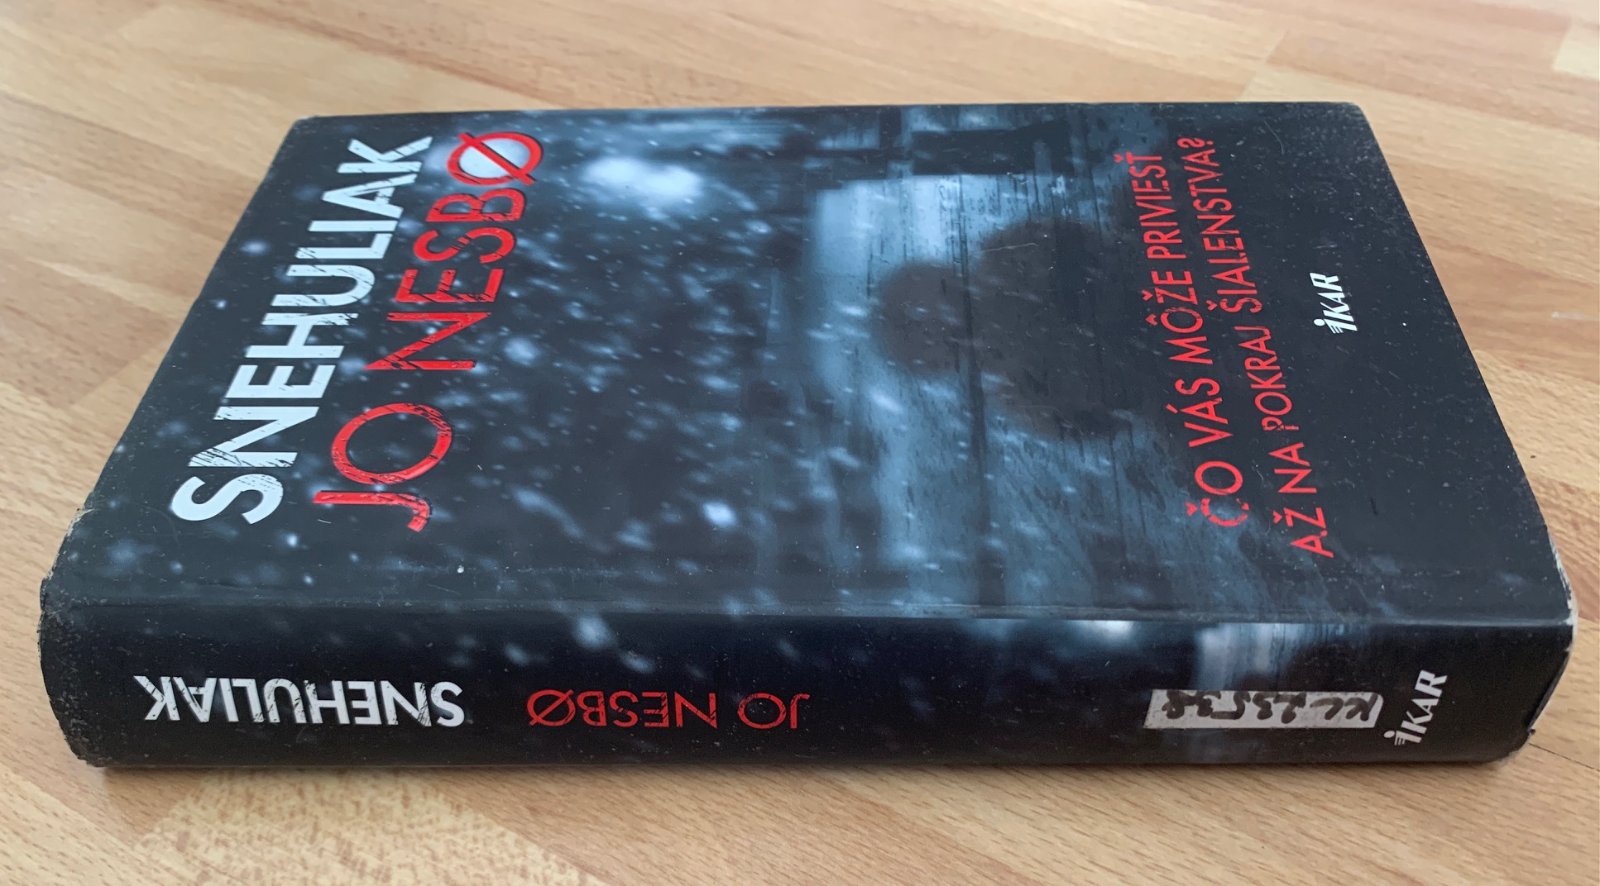 SNEHULIAK
JO NESBØ
ČO VÁS MÔŽE PRIVIESŤ
AŽ NA POKRAJ ŠIALENSTVA?
IKAR
SNEHULIAK
JO NESBØ
IKAR